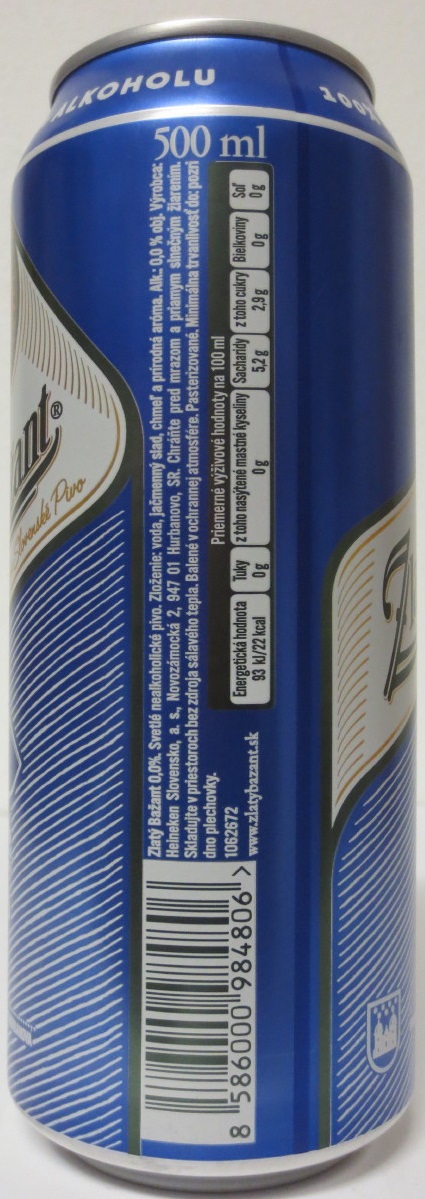 ALKOHOLU
100%
500 ml
ant®
Slovenské Pivo
Zlatý Bažant 0,0%. Svetlé nealkoholické pivo. Zloženie: voda, jačmenný slad, chmeľ a prírodná aróma. Alk.: 0,0 % obj. Výrobca:
Heineken Slovensko, a. s., Novozámocká 2, 947 01 Hurbanovo, SR. Chráňte pred mrazom a priamym slnečným žiarením.
Skladujte v priestoroch bez zdroja sálavého tepla. Balené v ochrannej atmosfére. Pasterizované. Minimálna trvanlivosť do: pozri
dno plechovky.
1062672
www.zlatybazant.sk
Priemerné výživové hodnoty na 100 ml
Energetická hodnota Tuky z toho nasýtené mastné kyseliny Sacharidy z toho cukry Bielkoviny Soľ
93 kJ/22 kcal 0 g 0 g 5,2 g 2,9 g 0 g 0 g
8 586000 984806 >